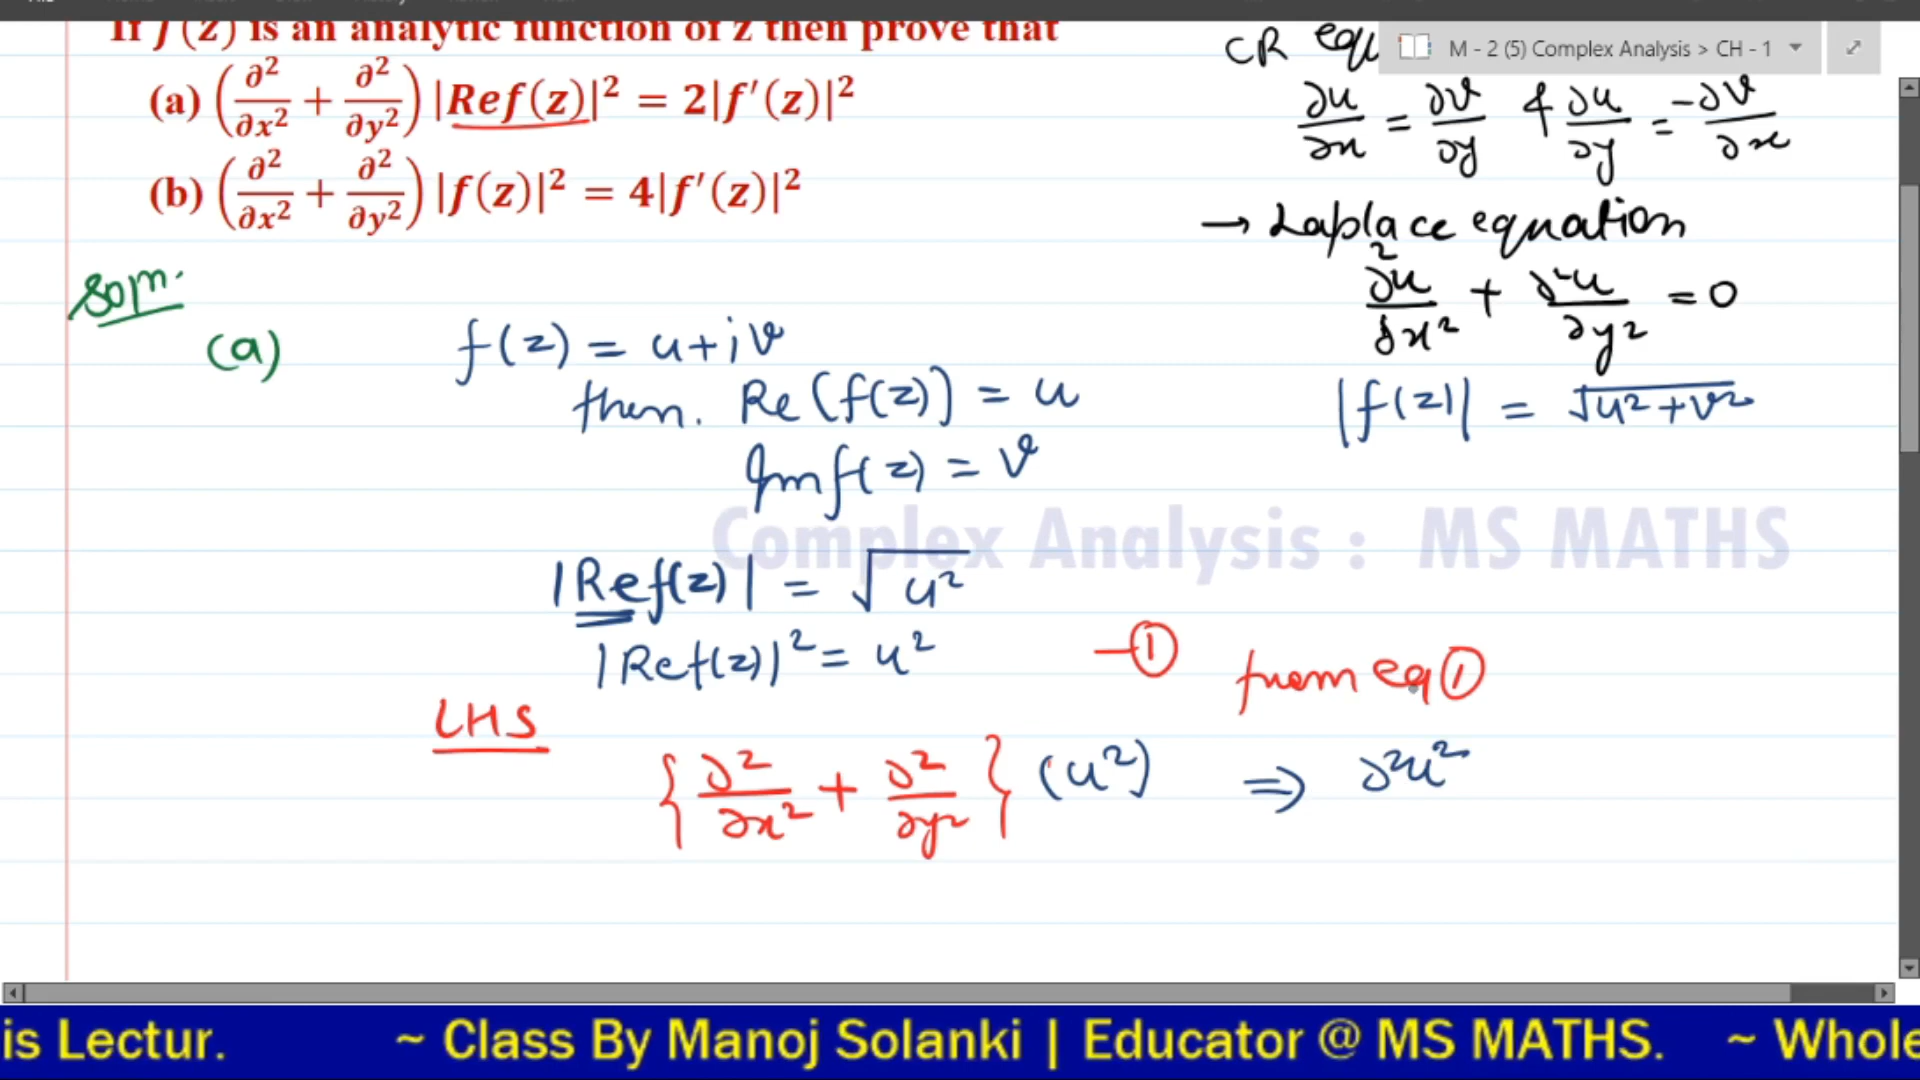 If f(z) is an analytic function of z then prove that
(a) (∂²/∂x² + ∂²/∂y²) |Ref(z)|² = 2|f′(z)|²
(b) (∂²/∂x² + ∂²/∂y²) |f(z)|² = 4|f′(z)|²
CR equ
M - 2 (5) Complex Analysis > CH - 1
∂u/∂x = ∂v/∂y & ∂u/∂y = -∂v/∂x
→ Laplace equation
∂²u/∂x² + ∂²u/∂y² = 0
|f(z)| = √u²+v²
Soln.
(a) f(z) = u+iv
then. Re(f(z)) = u
Imf(z) = v
Complex Analysis : MS MATHS
|Ref(z)| = √u²
|Ref(z)|² = u² —①
from eq ①
LHS
{∂²/∂x² + ∂²/∂y²} (u²) ⇒ ∂²u²
is Lectur. ~ Class By Manoj Solanki | Educator @ MS MATHS. ~ Whole